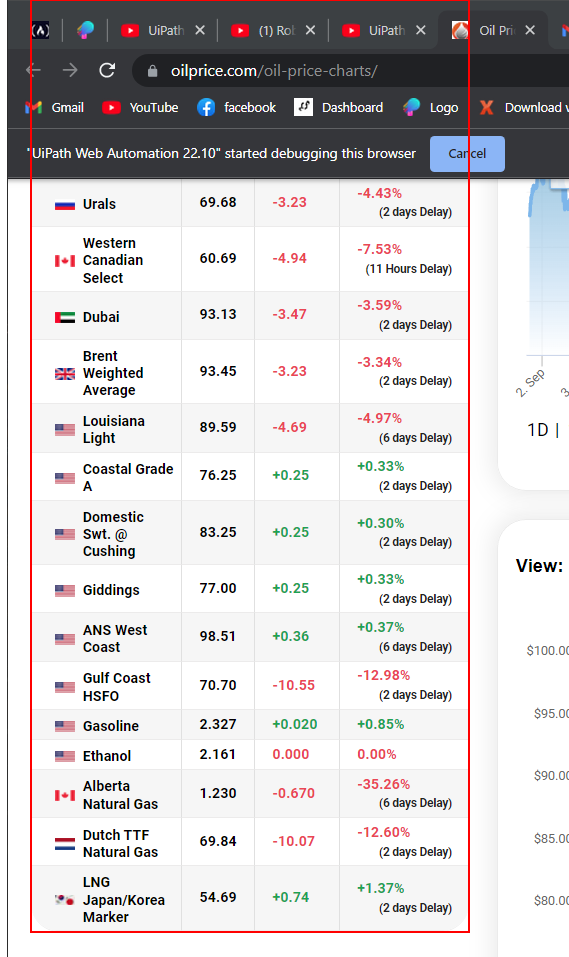 UiPath
(1) Ro
UiPath
Oil Pri
oilprice.com/oil-price-charts/
Gmail YouTube facebook Dashboard Logo Download
"UiPath Web Automation 22.10" started debugging this browser Cancel
Urals 69.68 -3.23 -4.43%
(2 days Delay)
Western Canadian Select 60.69 -4.94 -7.53%
(11 Hours Delay)
Dubai 93.13 -3.47 -3.59%
(2 days Delay)
Brent Weighted Average 93.45 -3.23 -3.34%
(2 days Delay)
Louisiana Light 89.59 -4.69 -4.97%
(6 days Delay)
Coastal Grade A 76.25 +0.25 +0.33%
(2 days Delay)
Domestic Swt. @ Cushing 83.25 +0.25 +0.30%
(2 days Delay)
Giddings 77.00 +0.25 +0.33%
(2 days Delay)
ANS West Coast 98.51 +0.36 +0.37%
(6 days Delay)
Gulf Coast HSFO 70.70 -10.55 -12.98%
(2 days Delay)
Gasoline 2.327 +0.020 +0.85%
Ethanol 2.161 0.000 0.00%
Alberta Natural Gas 1.230 -0.670 -35.26%
(6 days Delay)
Dutch TTF Natural Gas 69.84 -10.07 -12.60%
(2 days Delay)
LNG Japan/Korea Marker 54.69 +0.74 +1.37%
(2 days Delay)
2. Sep
1D |
View:
$100.00
$95.00
$90.00
$85.00
$80.00